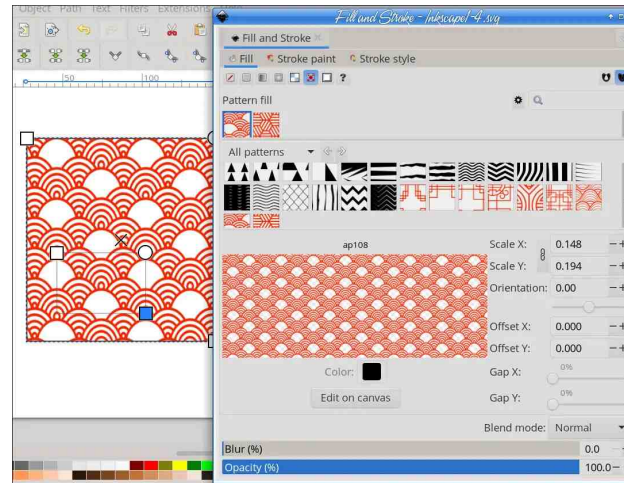 Object Path Text Filters Extensions
Fill and Stroke - Inkscape1-4.svg
Fill and Stroke
Fill Stroke paint Stroke style
?
50 100
Pattern fill
All patterns
ap108
Scale X: 0.148
Scale Y: 0.194
Orientation: 0.00
Offset X: 0.000
Offset Y: 0.000
Color:
Gap X: 0%
Edit on canvas
Gap Y: 0%
Blend mode: Normal
Blur (%) 0.0
Opacity (%) 100.0